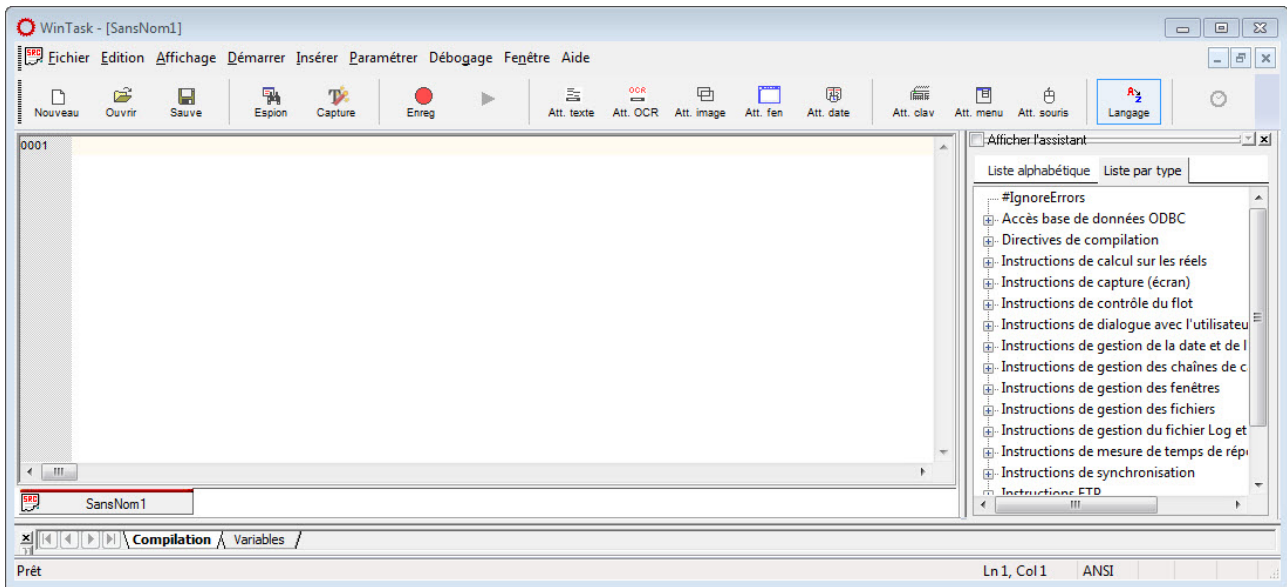 WinTask - [SansNom1]
Fichier Edition Affichage Démarrer Insérer Paramétrer Débogage Fenêtre Aide
Nouveau Ouvrir Sauve Espion Capture Enreg Att. texte Att. OCR Att. image Att. fen Att. date Att. clav Att. menu Att. souris Langage
0001
Afficher l'assistant
Liste alphabétique Liste par type
#IgnoreErrors
Accès base de données ODBC
Directives de compilation
Instructions de calcul sur les réels
Instructions de capture (écran)
Instructions de contrôle du flot
Instructions de dialogue avec l'utilisateu
Instructions de gestion de la date et de l
Instructions de gestion des chaînes de c
Instructions de gestion des fenêtres
Instructions de gestion des fichiers
Instructions de gestion du fichier Log et
Instructions de mesure de temps de rép
Instructions de synchronisation
Instructions FTP
SRC SansNom1
Compilation Variables
Prêt Ln 1, Col 1 ANSI